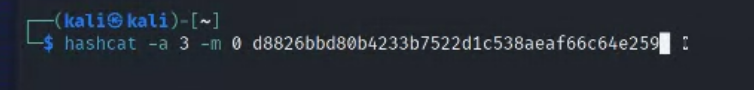 ┌──(kali㉿kali)-[~]
└─$ hashcat -a 3 -m 0 d8826bbd80b4233b7522d1c538aeaf66c64e259